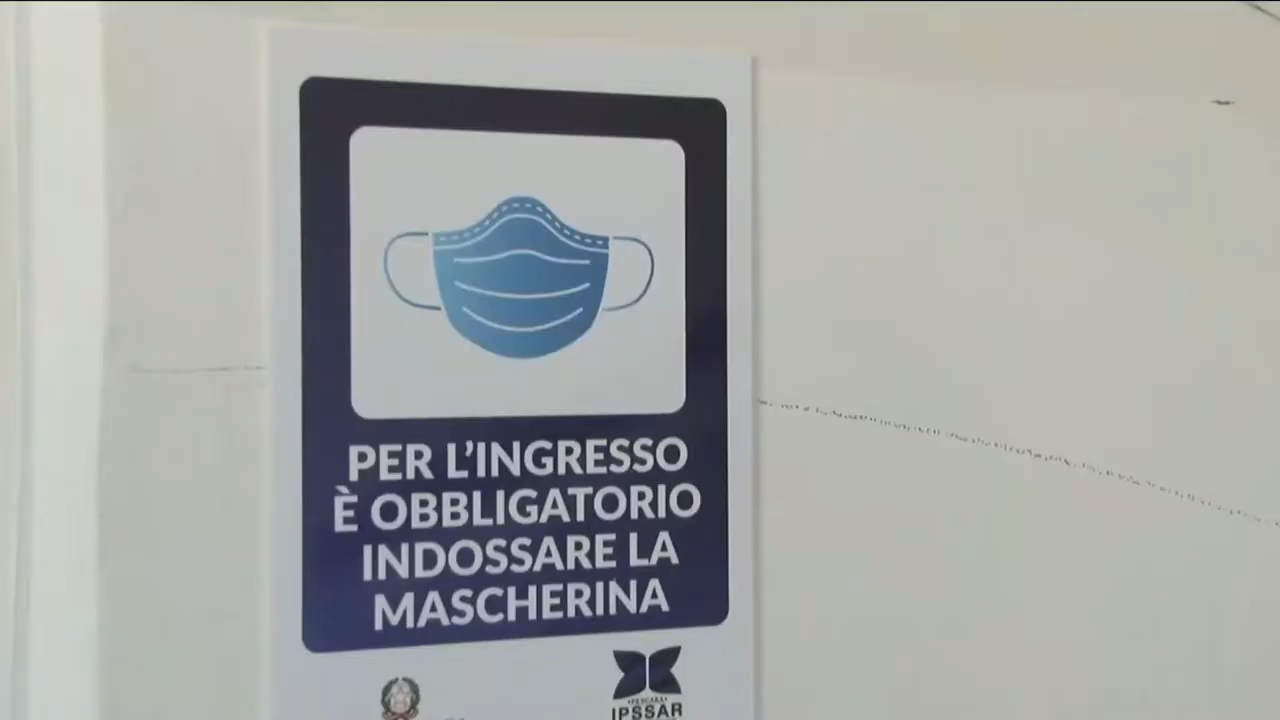 PER L'INGRESSO
È OBBLIGATORIO
INDOSSARE LA
MASCHERINA
IPSSAR